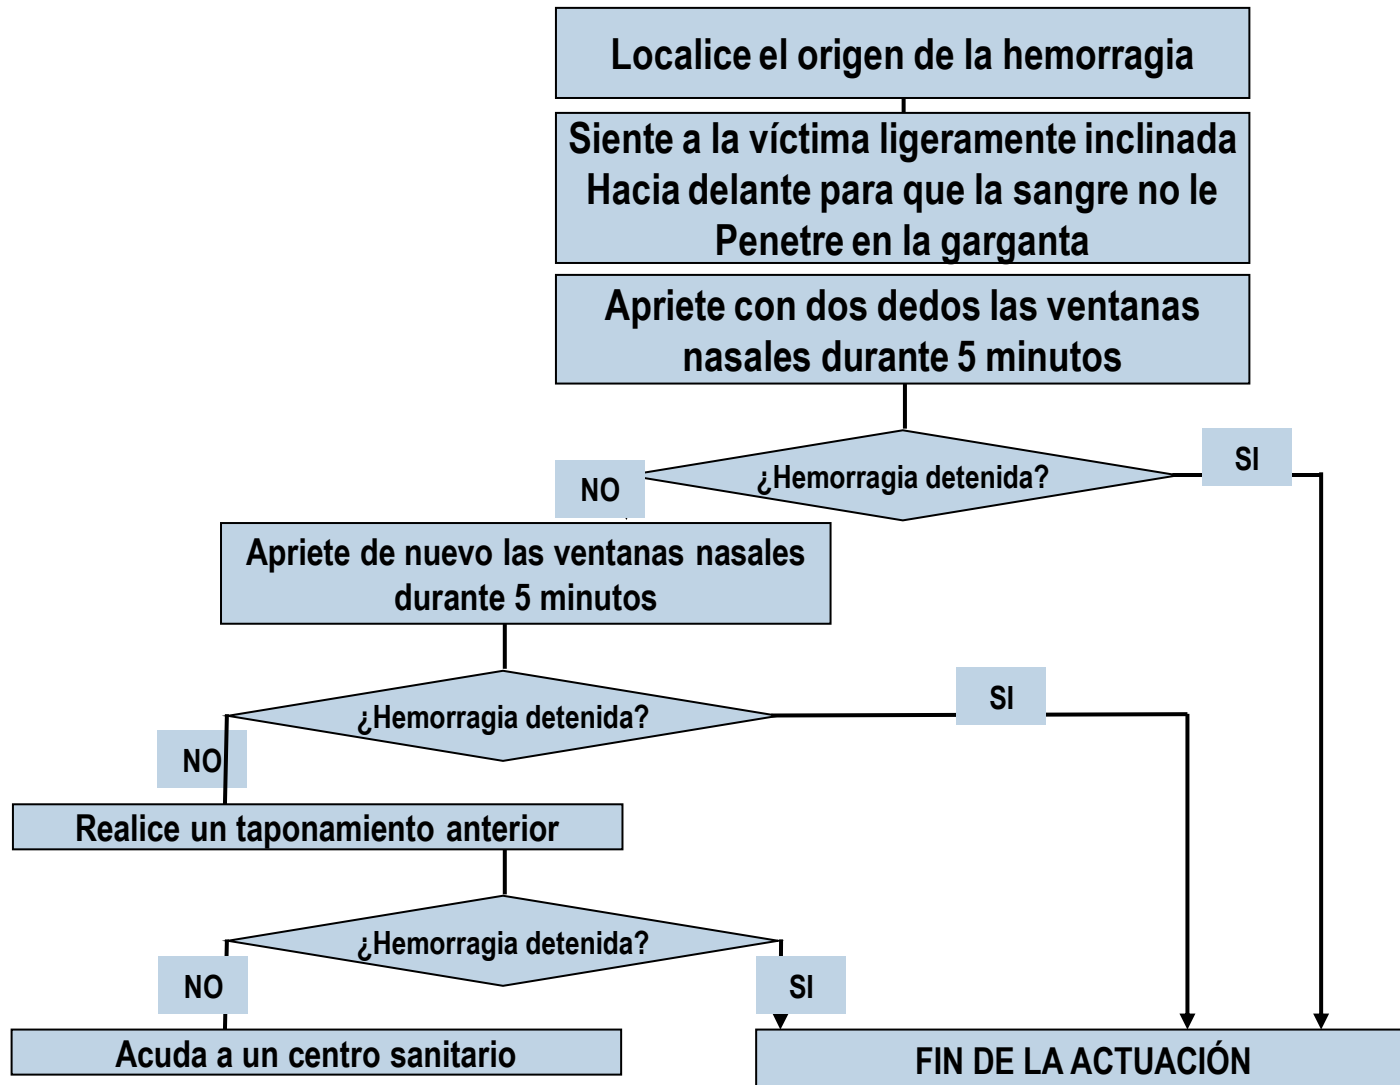 Localice el origen de la hemorragia
Siente a la víctima ligeramente inclinada
Hacia delante para que la sangre no le
Penetre en la garganta
Apriete con dos dedos las ventanas
nasales durante 5 minutos
¿Hemorragia detenida?
SI
NO
Apriete de nuevo las ventanas nasales
durante 5 minutos
¿Hemorragia detenida?
SI
NO
Realice un taponamiento anterior
¿Hemorragia detenida?
NO
SI
Acuda a un centro sanitario
FIN DE LA ACTUACIÓN